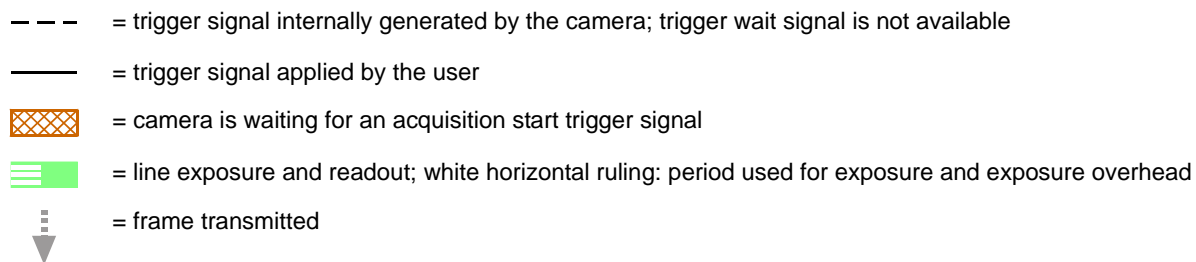 = trigger signal internally generated by the camera; trigger wait signal is not available
= trigger signal applied by the user
= camera is waiting for an acquisition start trigger signal
= line exposure and readout; white horizontal ruling: period used for exposure and exposure overhead
= frame transmitted